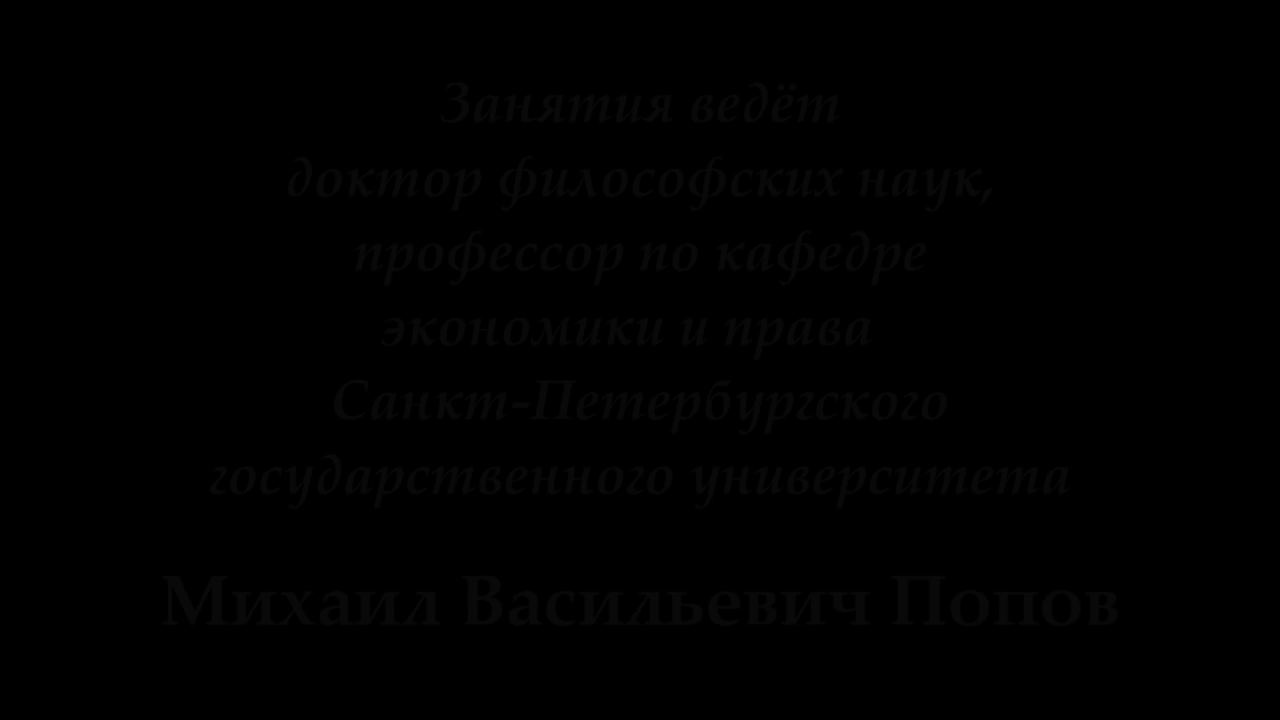 Занятия ведёт
доктор философских наук,
профессор по кафедре
экономики и права
Санкт-Петербургского
государственного университета
Михаил Васильевич Попов